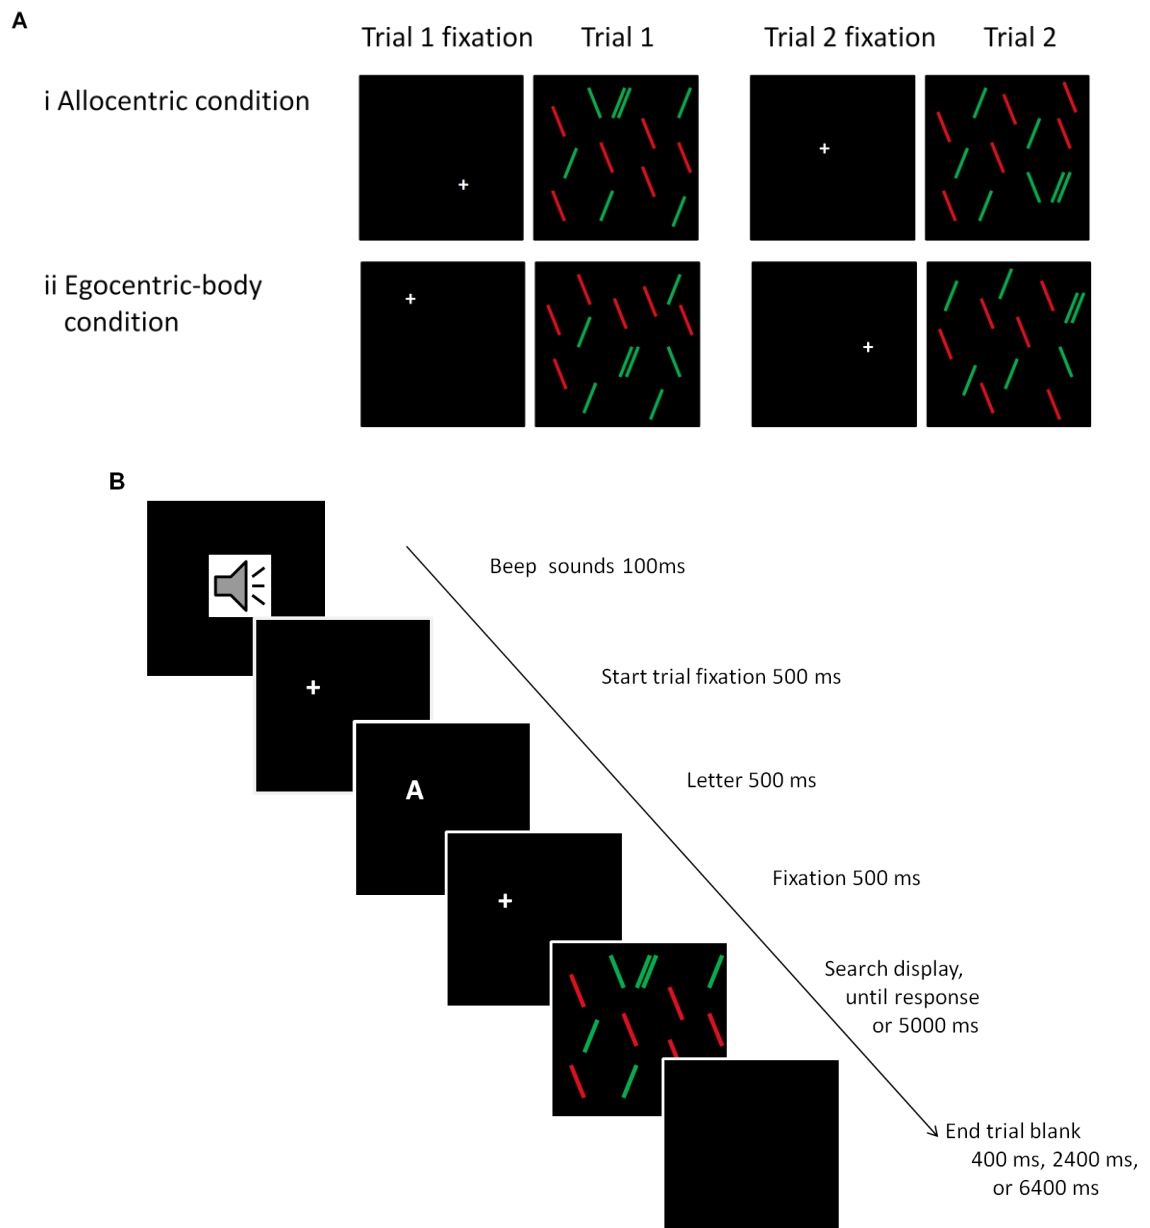 A
Trial 1 fixation Trial 1 Trial 2 fixation Trial 2
i Allocentric condition
ii Egocentric-body
condition
B
Beep sounds 100ms
Start trial fixation 500 ms
Letter 500 ms
A
Fixation 500 ms
Search display,
until response
or 5000 ms
End trial blank
400 ms, 2400 ms,
or 6400 ms